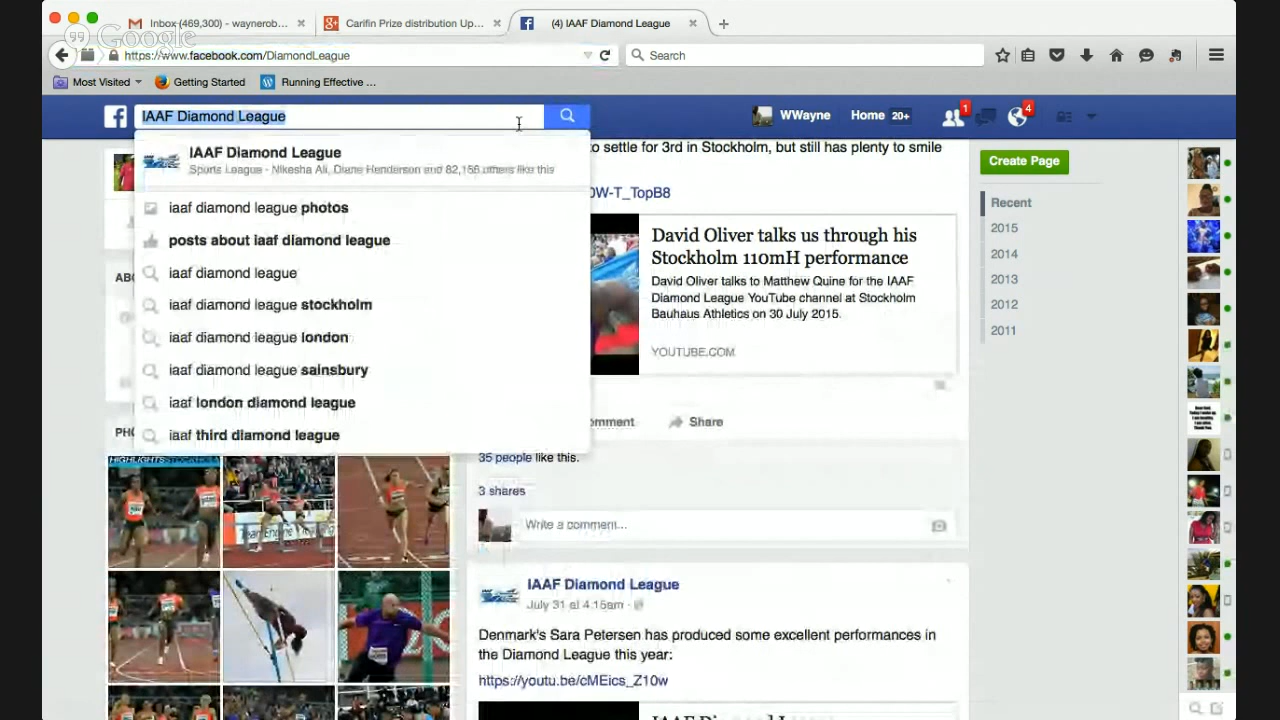 Inbox (469,300) - waynerob...
Carifin Prize distribution Up...
(4) IAAF Diamond League
Google
https://www.facebook.com/DiamondLeague
Search
Most Visited
Getting Started
Running Effective ...
IAAF Diamond League
WWayne
Home 20+
1
4
IAAF Diamond League
Sports League - Nikesha Ali, Diane Henderson and 82,156 others like this
iaaf diamond league photos
posts about iaaf diamond league
iaaf diamond league
iaaf diamond league stockholm
iaaf diamond league london
iaaf diamond league sainsbury
iaaf london diamond league
iaaf third diamond league
ABO
PHO
HIGHLIGHTS
to settle for 3rd in Stockholm, but still has plenty to smile
0W-T_TopB8
David Oliver talks us through his
Stockholm 110mH performance
David Oliver talks to Matthew Quine for the IAAF
Diamond League YouTube channel at Stockholm
Bauhaus Athletics on 30 July 2015.
YOUTUBE.COM
omment
Share
35 people like this.
3 shares
Write a comment...
IAAF Diamond League
July 31 at 4:15am
Denmark's Sara Petersen has produced some excellent performances in
the Diamond League this year:
https://youtu.be/cMEics_Z10w
Create Page
Recent
2015
2014
2013
2012
2011